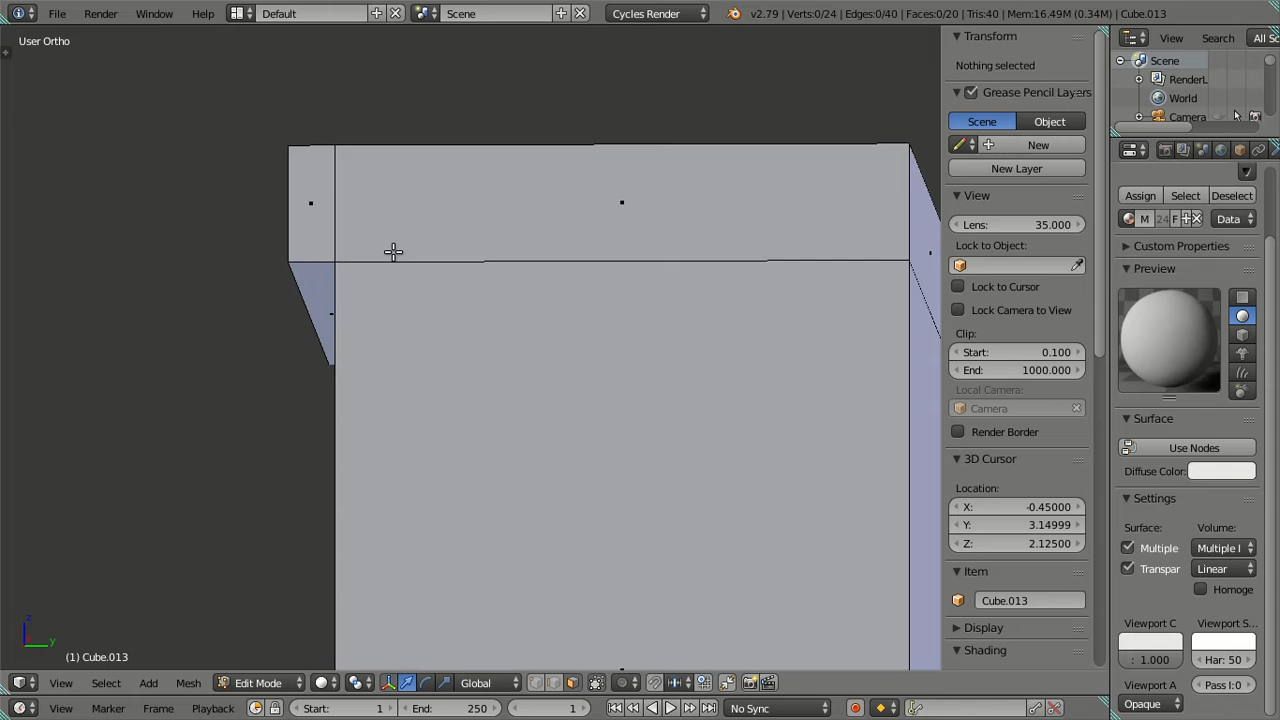 File Render Window Help Default Scene Cycles Render v2.79 | Verts:0/24 | Edges:0/40 | Faces:0/20 | Tris:40 | Mem:16.49M (0.34M) | Cube.013
User Ortho
Transform
Nothing selected
Grease Pencil Layers
Scene Object
New
New Layer
View
Lens: 35.000
Lock to Object:
Lock to Cursor
Lock Camera to View
Clip:
Start: 0.100
End: 1000.000
Local Camera:
Camera
Render Border
3D Cursor
Location:
X: -0.45000
Y: 3.14999
Z: 2.12500
Item
Cube.013
Display
Shading
View Search All Sc
Scene
RenderL
World
Camera
Assign Select Deselect
M 24 F Data
Custom Properties
Preview
Surface
Use Nodes
Diffuse Color:
Settings
Surface: Volume:
Multiple Multiple I
Transpar Linear
Homoge
Viewport C Viewport S...
: 1.000 Har: 50
Viewport A Pass I:0
Opaque
z
y
(1) Cube.013
View Select Add Mesh Edit Mode Global
View Marker Frame Playback Start: 1 End: 250 1 No Sync